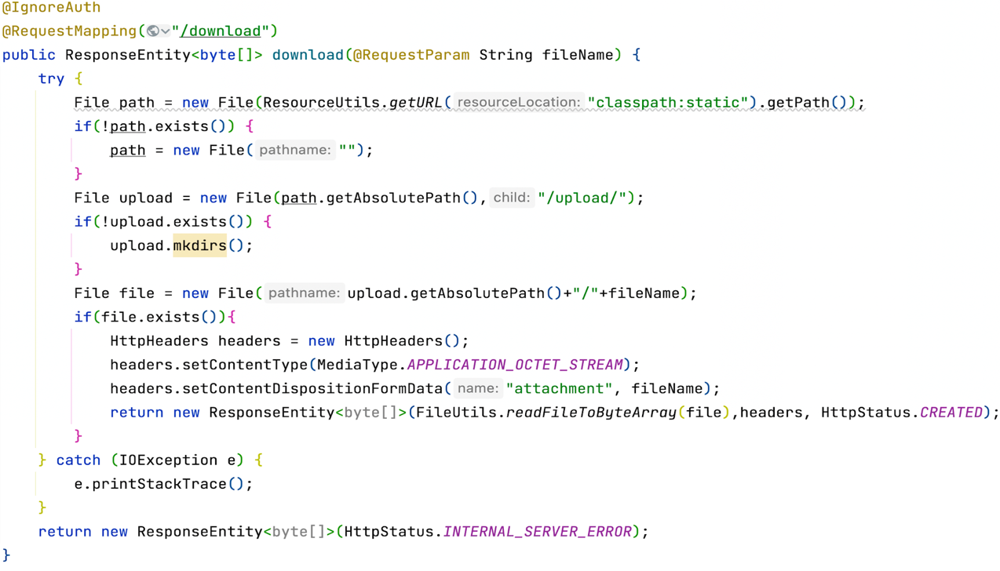 @IgnoreAuth
@RequestMapping("/download")
public ResponseEntity<byte[]> download(@RequestParam String fileName) {
    try {
        File path = new File(ResourceUtils.getURL( resourceLocation: "classpath:static").getPath());
        if(!path.exists()) {
            path = new File( pathname: "");
        }
        File upload = new File(path.getAbsolutePath(), child: "/upload/");
        if(!upload.exists()) {
            upload.mkdirs();
        }
        File file = new File( pathname: upload.getAbsolutePath()+"/"+fileName);
        if(file.exists()){
            HttpHeaders headers = new HttpHeaders();
            headers.setContentType(MediaType.APPLICATION_OCTET_STREAM);
            headers.setContentDispositionFormData( name: "attachment", fileName);
            return new ResponseEntity<byte[]>(FileUtils.readFileToByteArray(file),headers, HttpStatus.CREATED);
        }
    } catch (IOException e) {
        e.printStackTrace();
    }
    return new ResponseEntity<byte[]>(HttpStatus.INTERNAL_SERVER_ERROR);
}